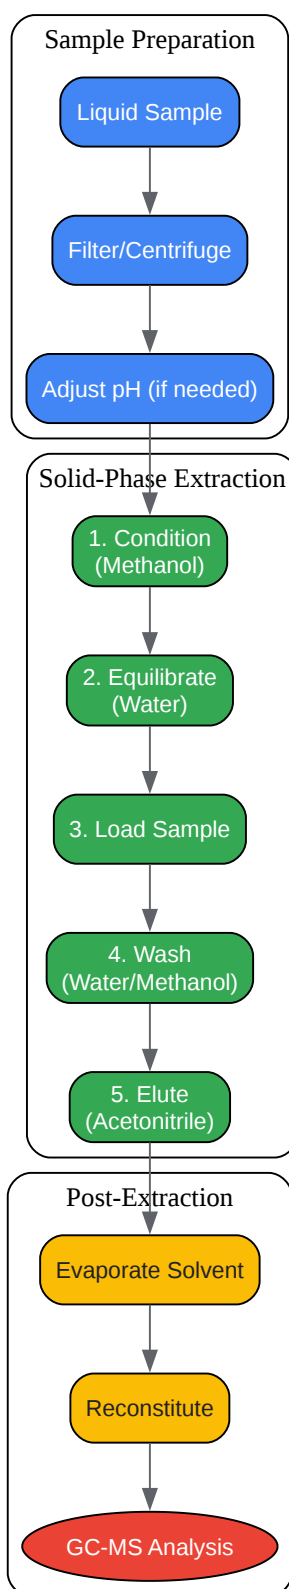 Sample Preparation
Liquid Sample
Filter/Centrifuge
Adjust pH (if needed)
Solid-Phase Extraction
1. Condition
(Methanol)
2. Equilibrate
(Water)
3. Load Sample
4. Wash
(Water/Methanol)
5. Elute
(Acetonitrile)
Post-Extraction
Evaporate Solvent
Reconstitute
GC-MS Analysis